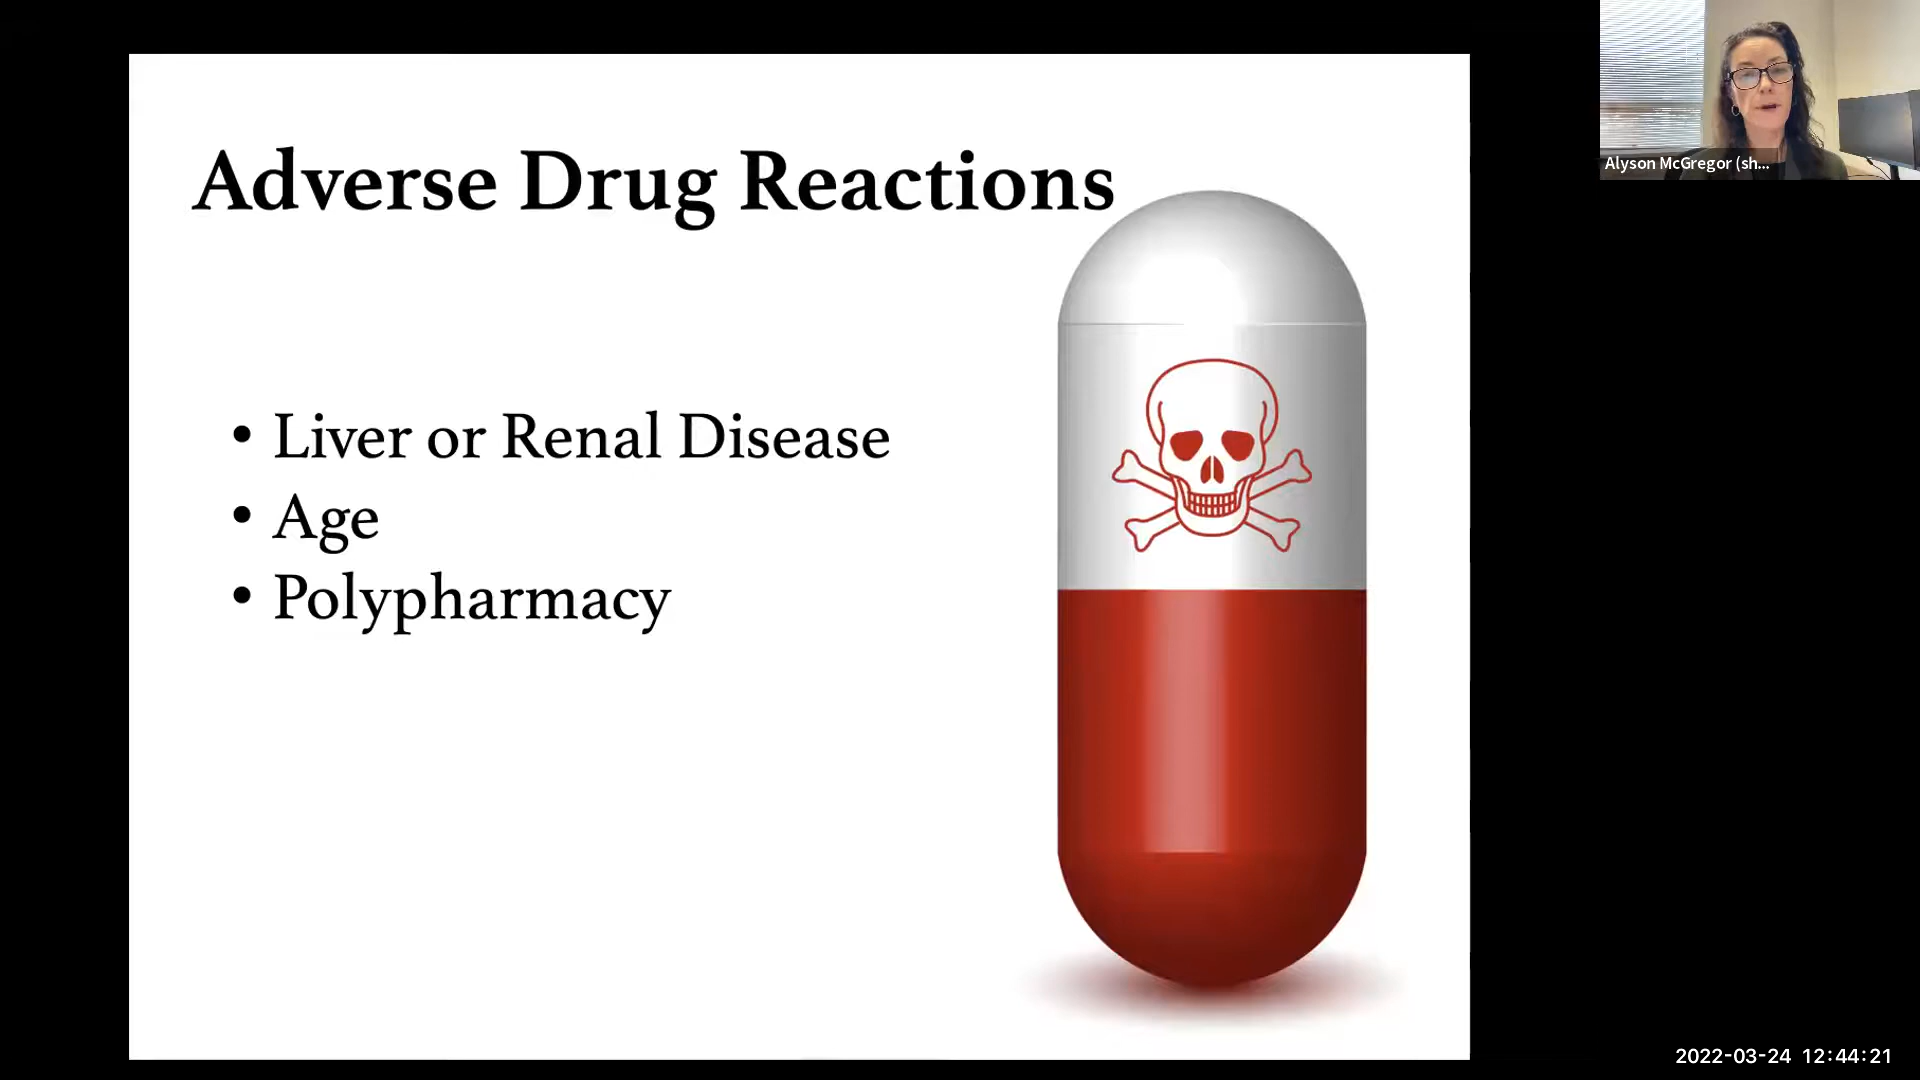 Adverse Drug Reactions
• Liver or Renal Disease
• Age
• Polypharmacy
Alyson McGregor (sh...
2022-03-24 12:44:21